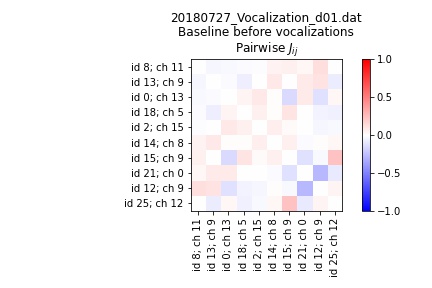 20180727_Vocalization_d01.dat
Baseline before vocalizations
Pairwise J_ij
id 8; ch 11
id 13; ch 9
id 0; ch 13
id 18; ch 5
id 2; ch 15
id 14; ch 8
id 15; ch 9
id 21; ch 0
id 12; ch 9
id 25; ch 12
1.0
0.5
0.0
−0.5
−1.0
id 8; ch 11
id 13; ch 9
id 0; ch 13
id 18; ch 5
id 2; ch 15
id 14; ch 8
id 15; ch 9
id 21; ch 0
id 12; ch 9
id 25; ch 12